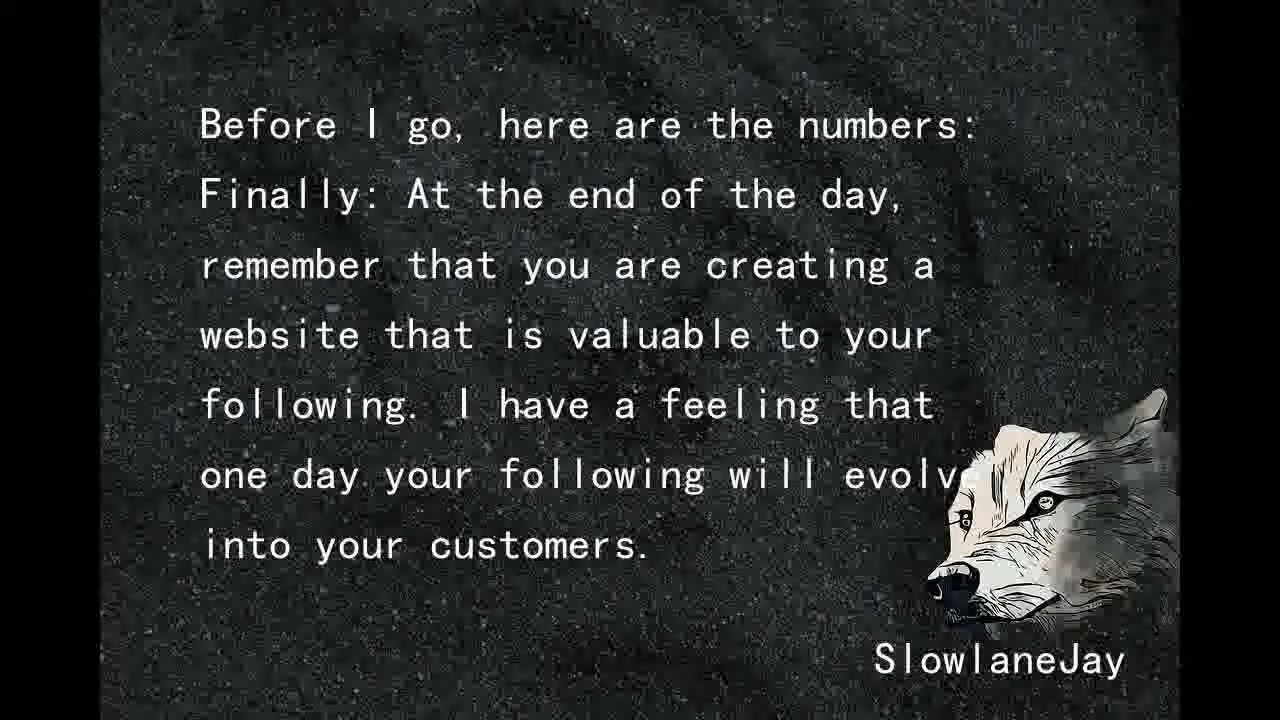 Before I go, here are the numbers:
Finally: At the end of the day,
remember that you are creating a
website that is valuable to your
following. I have a feeling that
one day your following will evolve
into your customers.
SlowlaneJay